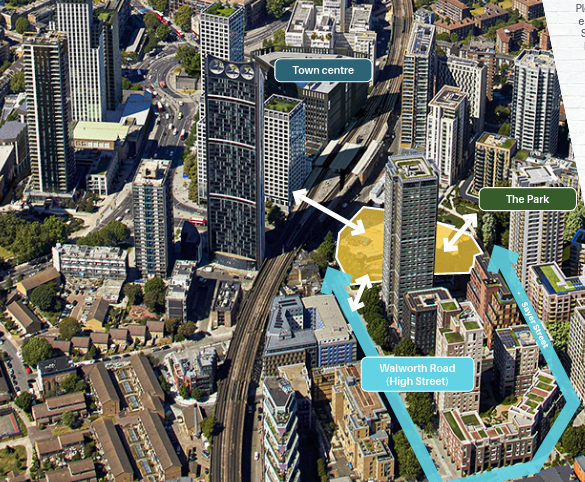 Town centre
The Park
Sayer Street
Walworth Road
(High Street)